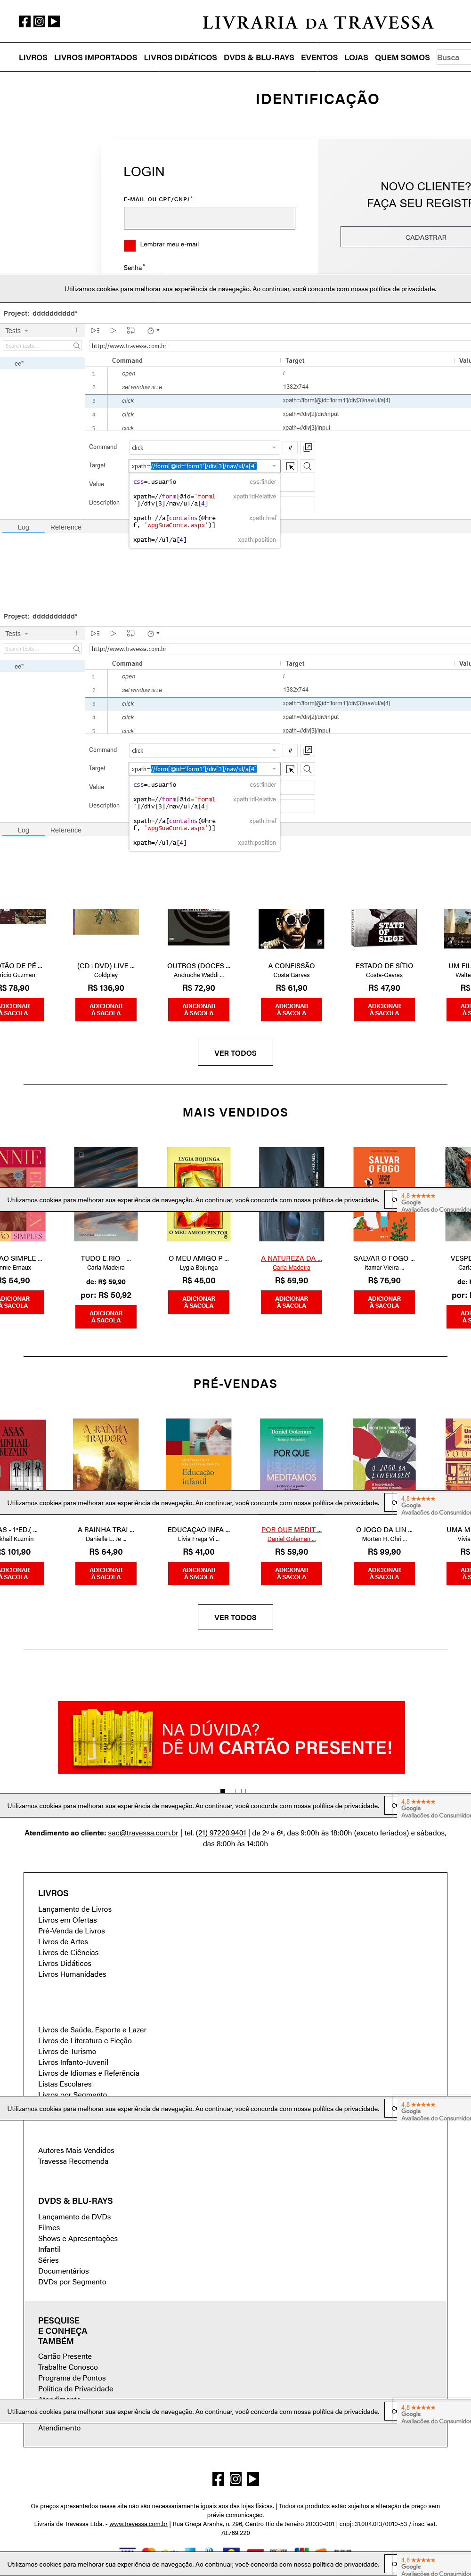 LIVRARIA DA TRAVESSA
LIVROS LIVROS IMPORTADOS LIVROS DIDÁTICOS DVDS & BLU-RAYS EVENTOS LOJAS QUEM SOMOS Busca
IDENTIFICAÇÃO
LOGIN
E-MAIL OU CPF/CNPJ*
Lembrar meu e-mail
Senha*
NOVO CLIENTE?
FAÇA SEU REGISTR
CADASTRAR
Utilizamos cookies para melhorar sua experiência de navegação. Ao continuar, você concorda com nossa política de privacidade.
Project: dddddddddd*
Tests
Search tests...
ee*
http://www.travessa.com.br
Command Target Valu
1 open /
2 set window size 1382x744
3 click xpath=//form[@id='form1']/div[3]/nav/ul/a[4]
4 click xpath=//div[2]/div/input
5 click xpath=//div[3]/input
Command click
Target xpath=//form[@id='form1']/div[3]/nav/ul/a[4]
Value
Description
css=.usuario css:finder
xpath=//form[@id='form1 xpath:idRelative
']/div[3]/nav/ul/a[4]
xpath=//a[contains(@hre xpath:href
f, 'wpgSuaConta.aspx')]
xpath=//ul/a[4] xpath:position
Log Reference
Project: dddddddddd*
Tests
Search tests...
ee*
http://www.travessa.com.br
Command Target Valu
1 open /
2 set window size 1382x744
3 click xpath=//form[@id='form1']/div[3]/nav/ul/a[4]
4 click xpath=//div[2]/div/input
5 click xpath=//div[3]/input
Command click
Target xpath=//form[@id='form1']/div[3]/nav/ul/a[4]
Value
Description
css=.usuario css:finder
xpath=//form[@id='form1 xpath:idRelative
']/div[3]/nav/ul/a[4]
xpath=//a[contains(@hre xpath:href
f, 'wpgSuaConta.aspx')]
xpath=//ul/a[4] xpath:position
Log Reference
STATE OF SIEGE
OTÃO DE PÉ ... (CD+DVD) LIVE ... OUTROS (DOCES ... A CONFISSÃO ESTADO DE SÍTIO UM FIL
ricio Guzman Coldplay Andrucha Waddi ... Costa Garvas Costa-Gavras Walte
R$ 78,90 R$ 136,90 R$ 72,90 R$ 61,90 R$ 47,90 R$
ADICIONAR À SACOLA ADICIONAR À SACOLA ADICIONAR À SACOLA ADICIONAR À SACOLA ADICIONAR À SACOLA
VER TODOS
MAIS VENDIDOS
LYGIA BOJUNGA
SALVAR O FOGO
Utilizamos cookies para melhorar sua experiência de navegação. Ao continuar, você concorda com nossa política de privacidade.
4,8 ★★★★★
Google
Avaliações do Consumidor
O MEU AMIGO PINTOR
ÃO SIMPLES
AO SIMPLE ... TUDO E RIO - ... O MEU AMIGO P ... A NATUREZA DA ... SALVAR O FOGO ... VESPE
nnie Ernaux Carla Madeira Lygia Bojunga Carla Madeira Itamar Vieira ... Carla
R$ 54,90 de: R$ 59,90 R$ 45,00 R$ 59,90 R$ 76,90 de: R
por: R$ 50,92 por: R
ADICIONAR À SACOLA ADICIONAR À SACOLA ADICIONAR À SACOLA ADICIONAR À SACOLA ADICIONAR À SACOLA
PRÉ-VENDAS
ASAS MIKHAIL KUZMIN
A RAINHA TRAIDORA
Educação infantil
Daniel Goleman
POR QUE MEDITAMOS
O JOGO DA LINGUAGEM
Utilizamos cookies para melhorar sua experiência de navegação. Ao continuar, você concorda com nossa política de privacidade.
4,8 ★★★★★
Google
Avaliações do Consumidor
AS - 1ªED.( ... A RAINHA TRAI ... EDUCAÇAO INFA ... POR QUE MEDIT ... O JOGO DA LIN ... UMA M
khail Kuzmin Danielle L. Je ... Livia Fraga Vi ... Daniel Goleman ... Morten H. Chri ... Vivia
R$ 101,90 R$ 64,90 R$ 41,00 R$ 59,90 R$ 99,90 R$
ADICIONAR À SACOLA ADICIONAR À SACOLA ADICIONAR À SACOLA ADICIONAR À SACOLA ADICIONAR À SACOLA
VER TODOS
NA DÚVIDA?
DÊ UM CARTÃO PRESENTE!
Utilizamos cookies para melhorar sua experiência de navegação. Ao continuar, você concorda com nossa política de privacidade.
4,8 ★★★★★
Google
Avaliações do Consumidor
Atendimento ao cliente: sac@travessa.com.br | tel. (21) 97220.9401 | de 2ª a 6ª, das 9:00h às 18:00h (exceto feriados) e sábados,
das 8:00h às 14:00h
LIVROS
Lançamento de Livros
Livros em Ofertas
Pré-Venda de Livros
Livros de Artes
Livros de Ciências
Livros Didáticos
Livros Humanidades
Livros de Saúde, Esporte e Lazer
Livros de Literatura e Ficção
Livros de Turismo
Livros Infanto-Juvenil
Livros de Idiomas e Referência
Listas Escolares
Livros por Segmento
Utilizamos cookies para melhorar sua experiência de navegação. Ao continuar, você concorda com nossa política de privacidade.
4,8 ★★★★★
Google
Avaliações do Consumidor
Autores Mais Vendidos
Travessa Recomenda
DVDS & BLU-RAYS
Lançamento de DVDs
Filmes
Shows e Apresentações
Infantil
Séries
Documentários
DVDs por Segmento
PESQUISE
E CONHEÇA
TAMBÉM
Cartão Presente
Trabalhe Conosco
Programa de Pontos
Política de Privacidade
Atendimento
Utilizamos cookies para melhorar sua experiência de navegação. Ao continuar, você concorda com nossa política de privacidade.
4,8 ★★★★★
Google
Avaliações do Consumidor
Atendimento
Os preços apresentados nesse site não são necessariamente iguais aos das lojas físicas. | Todos os produtos estão sujeitos a alteração de preço sem
prévia comunicação.
Livraria da Travessa Ltda. - www.travessa.com.br | Rua Graça Aranha, n. 296, Centro Rio de Janeiro 20030-001 | cnpj: 31.004.013/0010-53 / insc. est.
78.769.220
Utilizamos cookies para melhorar sua experiência de navegação. Ao continuar, você concorda com nossa política de privacidade.
4,8 ★★★★★
Google
Avaliações do Consumidor